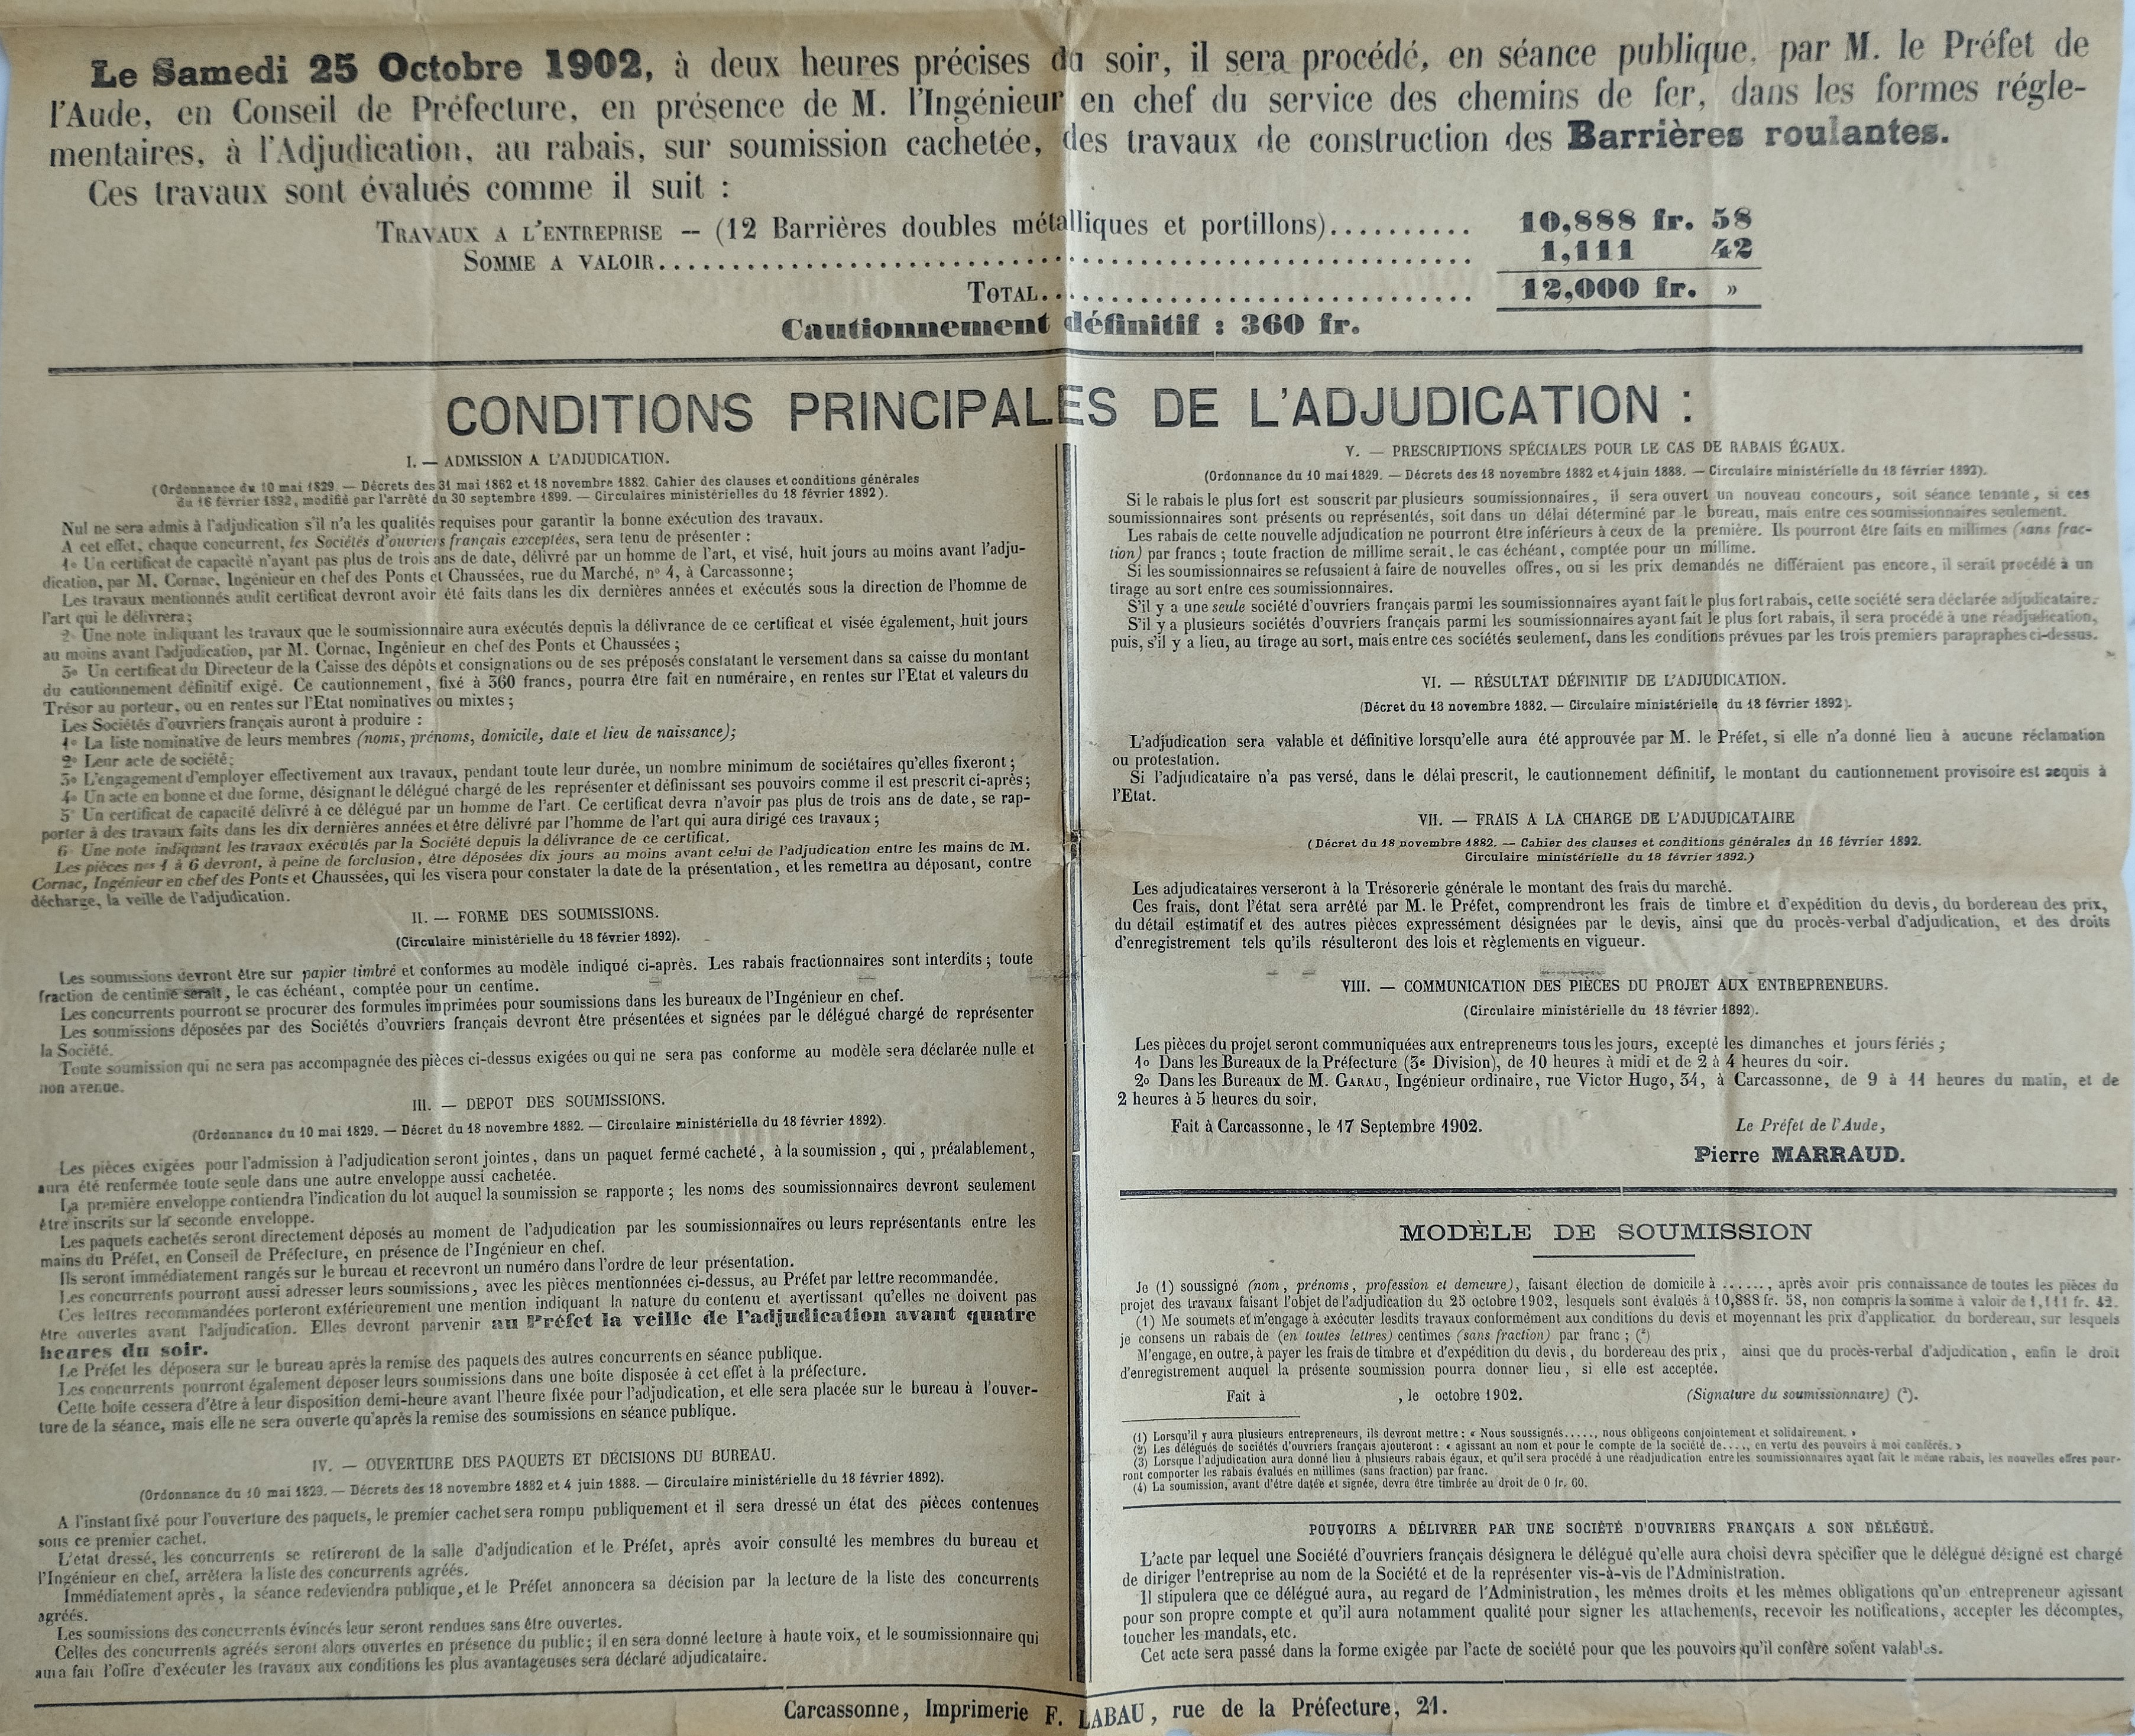 Le Samedi 25 Octobre 1902, à deux heures précises du soir, il sera procédé, en séance publique, par M. le Préfet de
l'Aude, en Conseil de Préfecture, en présence de M. l'Ingénieur en chef du service des chemins de fer, dans les formes régle-
mentaires, à l'Adjudication, au rabais, sur soumission cachetée, des travaux de construction des Barrières roulantes.
Ces travaux sont évalués comme il suit :
TRAVAUX A L'ENTREPRISE — (12 Barrières doubles métalliques et portillons).......... 10,888 fr. 58
SOMME A VALOIR.................................................. 1,111 42
TOTAL.............................. 12,000 fr. »
Cautionnement définitif : 360 fr.
CONDITIONS PRINCIPALES DE L'ADJUDICATION :
I. — ADMISSION A L'ADJUDICATION.
(Ordonnance du 10 mai 1829. — Décrets des 31 mai 1862 et 18 novembre 1882. Cahier des clauses et conditions générales
du 16 février 1892, modifié par l'arrêté du 30 septembre 1899. — Circulaires ministérielles du 18 février 1892).
Nul ne sera admis à l'adjudication s'il n'a les qualités requises pour garantir la bonne exécution des travaux.
A cet effet, chaque concurrent, les Sociétés d'ouvriers français exceptées, sera tenu de présenter :
1o Un certificat de capacité n'ayant pas plus de trois ans de date, délivré par un homme de l'art, et visé, huit jours au moins avant l'adju-
dication, par M. Cornac, Ingénieur en chef des Ponts et Chaussées, rue du Marché, no 4, à Carcassonne ;
Les travaux mentionnés audit certificat devront avoir été faits dans les dix dernières années et exécutés sous la direction de l'homme de
l'art qui le délivrera ;
2o Une note indiquant les travaux que le soumissionnaire aura exécutés depuis la délivrance de ce certificat et visée également, huit jours
au moins avant l'adjudication, par M. Cornac, Ingénieur en chef des Ponts et Chaussées ;
3o Un certificat du Directeur de la Caisse des dépôts et consignations ou de ses préposés constatant le versement dans sa caisse du montant
du cautionnement définitif exigé. Ce cautionnement, fixé à 360 francs, pourra être fait en numéraire, en rentes sur l'Etat et valeurs du
Trésor au porteur, ou en rentes sur l'Etat nominatives ou mixtes ;
Les Sociétés d'ouvriers français auront à produire :
1o La liste nominative de leurs membres (noms, prénoms, domicile, date et lieu de naissance);
2o Leur acte de société;
3o L'engagement d'employer effectivement aux travaux, pendant toute leur durée, un nombre minimum de sociétaires qu'elles fixeront ;
4o Un acte en bonne et due forme, désignant le délégué chargé de les représenter et définissant ses pouvoirs comme il est prescrit ci-après ;
5o Un certificat de capacité délivré à ce délégué par un homme de l'art. Ce certificat devra n'avoir pas plus de trois ans de date, se rap-
porter à des travaux faits dans les dix dernières années et être délivré par l'homme de l'art qui aura dirigé ces travaux ;
6o Une note indiquant les travaux exécutés par la Société depuis la délivrance de ce certificat.
Les pièces nos 1 à 6 devront, à peine de forclusion, être déposées dix jours au moins avant celui de l'adjudication entre les mains de M.
Cornac, Ingénieur en chef des Ponts et Chaussées, qui les visera pour constater la date de la présentation, et les remettra au déposant, contre
décharge, la veille de l'adjudication.
II. — FORME DES SOUMISSIONS.
(Circulaire ministérielle du 18 février 1892).
Les soumissions devront être sur papier timbré et conformes au modèle indiqué ci-après. Les rabais fractionnaires sont interdits ; toute
fraction de centime serait, le cas échéant, comptée pour un centime.
Les concurrents pourront se procurer des formules imprimées pour soumissions dans les bureaux de l'Ingénieur en chef.
Les soumissions déposées par des Sociétés d'ouvriers français devront être présentées et signées par le délégué chargé de représenter
la Société.
Toute soumission qui ne sera pas accompagnée des pièces ci-dessus exigées ou qui ne sera pas conforme au modèle sera déclarée nulle et
non avenue.
III. — DEPOT DES SOUMISSIONS.
(Ordonnance du 10 mai 1829. — Décret du 18 novembre 1882. — Circulaire ministérielle du 18 février 1892).
Les pièces exigées pour l'admission à l'adjudication seront jointes, dans un paquet fermé cacheté, à la soumission, qui, préalablement,
aura été renfermée toute seule dans une autre enveloppe aussi cachetée.
La première enveloppe contiendra l'indication du lot auquel la soumission se rapporte ; les noms des soumissionnaires devront seulement
être inscrits sur la seconde enveloppe.
Les paquets cachetés seront directement déposés au moment de l'adjudication par les soumissionnaires ou leurs représentants entre les
mains du Préfet, en Conseil de Préfecture, en présence de l'Ingénieur en chef.
Ils seront immédiatement rangés sur le bureau et recevront un numéro dans l'ordre de leur présentation.
Les concurrents pourront aussi adresser leurs soumissions, avec les pièces mentionnées ci-dessus, au Préfet par lettre recommandée.
Ces lettres recommandées porteront extérieurement une mention indiquant la nature du contenu et avertissant qu'elles ne doivent pas
être ouvertes avant l'adjudication. Elles devront parvenir au Préfet la veille de l'adjudication avant quatre
heures du soir.
Le Préfet les déposera sur le bureau après la remise des paquets des autres concurrents en séance publique.
Les concurrents pourront également déposer leurs soumissions dans une boîte disposée à cet effet à la préfecture.
Cette boîte cessera d'être à leur disposition demi-heure avant l'heure fixée pour l'adjudication, et elle sera placée sur le bureau à l'ouver-
ture de la séance, mais elle ne sera ouverte qu'après la remise des soumissions en séance publique.
IV. — OUVERTURE DES PAQUETS ET DÉCISIONS DU BUREAU.
(Ordonnance du 10 mai 1829. — Décrets des 18 novembre 1882 et 4 juin 1888. — Circulaire ministérielle du 18 février 1892).
A l'instant fixé pour l'ouverture des paquets, le premier cachet sera rompu publiquement et il sera dressé un état des pièces contenues
sous ce premier cachet.
L'état dressé, les concurrents se retireront de la salle d'adjudication et le Préfet, après avoir consulté les membres du bureau et
l'Ingénieur en chef, arrêtera la liste des concurrents agréés.
Immédiatement après, la séance redeviendra publique, et le Préfet annoncera sa décision par la lecture de la liste des concurrents
agréés.
Les soumissions des concurrents évincés leur seront rendues sans être ouvertes.
Celles des concurrents agréés seront alors ouvertes en présence du public ; il en sera donné lecture à haute voix, et le soumissionnaire qui
aura fait l'offre d'exécuter les travaux aux conditions les plus avantageuses sera déclaré adjudicataire.
V. — PRESCRIPTIONS SPÉCIALES POUR LE CAS DE RABAIS ÉGAUX.
(Ordonnance du 10 mai 1829. — Décrets des 18 novembre 1882 et 4 juin 1888. — Circulaire ministérielle du 18 février 1892).
Si le rabais le plus fort est souscrit par plusieurs soumissionnaires, il sera ouvert un nouveau concours, soit séance tenante, si ces
soumissionnaires sont présents ou représentés, soit dans un délai déterminé par le bureau, mais entre ces soumissionnaires seulement.
Les rabais de cette nouvelle adjudication ne pourront être inférieurs à ceux de la première. Ils pourront être faits en millimes (sans frac-
tion) par francs ; toute fraction de millime serait, le cas échéant, comptée pour un millime.
Si les soumissionnaires se refusaient à faire de nouvelles offres, ou si les prix demandés ne différaient pas encore, il serait procédé à un
tirage au sort entre ces soumissionnaires.
S'il y a une seule société d'ouvriers français parmi les soumissionnaires ayant fait le plus fort rabais, cette société sera déclarée adjudicataire.
S'il y a plusieurs sociétés d'ouvriers français parmi les soumissionnaires ayant fait le plus fort rabais, il sera procédé à une réadjudication,
puis, s'il y a lieu, au tirage au sort, mais entre ces sociétés seulement, dans les conditions prévues par les trois premiers parapraphes ci-dessus.
VI. — RÉSULTAT DÉFINITIF DE L'ADJUDICATION.
(Décret du 18 novembre 1882. — Circulaire ministérielle du 18 février 1892).
L'adjudication sera valable et définitive lorsqu'elle aura été approuvée par M. le Préfet, si elle n'a donné lieu à aucune réclamation
ou protestation.
Si l'adjudicataire n'a pas versé, dans le délai prescrit, le cautionnement définitif, le montant du cautionnement provisoire est acquis à
l'Etat.
VII. — FRAIS A LA CHARGE DE L'ADJUDICATAIRE
(Décret du 18 novembre 1882. — Cahier des clauses et conditions générales du 16 février 1892.
Circulaire ministérielle du 18 février 1892.)
Les adjudicataires verseront à la Trésorerie générale le montant des frais du marché.
Ces frais, dont l'état sera arrêté par M. le Préfet, comprendront les frais de timbre et d'expédition du devis, du bordereau des prix,
du détail estimatif et des autres pièces expressément désignées par le devis, ainsi que du procès-verbal d'adjudication, et des droits
d'enregistrement tels qu'ils résulteront des lois et règlements en vigueur.
VIII. — COMMUNICATION DES PIÈCES DU PROJET AUX ENTREPRENEURS.
(Circulaire ministérielle du 18 février 1892).
Les pièces du projet seront communiquées aux entrepreneurs tous les jours, excepté les dimanches et jours fériés ;
1o Dans les Bureaux de la Préfecture (3e Division), de 10 heures à midi et de 2 à 4 heures du soir.
2o Dans les Bureaux de M. GARAU, Ingénieur ordinaire, rue Victor Hugo, 34, à Carcassonne, de 9 à 11 heures du matin, et de
2 heures à 5 heures du soir.
Fait à Carcassonne, le 17 Septembre 1902.
Le Préfet de l'Aude,
Pierre MARRAUD.
MODÈLE DE SOUMISSION
Je (1) soussigné (nom, prénoms, profession et demeure), faisant élection de domicile à ......, après avoir pris connaissance de toutes les pièces du
projet des travaux faisant l'objet de l'adjudication du 25 octobre 1902, lesquels sont évalués à 10,888 fr. 58, non compris la somme à valoir de 1,111 fr. 42.
(1) Me soumets et m'engage à exécuter lesdits travaux conformément aux conditions du devis et moyennant les prix d'application du bordereau, sur lesquels
je consens un rabais de (en toutes lettres) centimes (sans fraction) par franc ; (2)
M'engage, en outre, à payer les frais de timbre et d'expédition du devis, du bordereau des prix, ainsi que du procès-verbal d'adjudication, enfin le droit
d'enregistrement auquel la présente soumission pourra donner lieu, si elle est acceptée.
Fait à , le octobre 1902. (Signature du soumissionnaire) (3).
(1) Lorsqu'il y aura plusieurs entrepreneurs, ils devront mettre : « Nous soussignés....., nous obligeons conjointement et solidairement. »
(2) Les délégués de sociétés d'ouvriers français ajouteront : « agissant au nom et pour le compte de la société de...., en vertu des pouvoirs à moi conférés. »
(3) Lorsque l'adjudication aura donné lieu à plusieurs rabais égaux, et qu'il sera procédé à une réadjudication entre les soumissionnaires ayant fait le même rabais, les nouvelles offres pour-
ront comporter les rabais évalués en millimes (sans fraction) par franc.
(4) La soumission, avant d'être datée et signée, devra être timbrée au droit de 0 fr. 60.
POUVOIRS A DÉLIVRER PAR UNE SOCIÉTÉ D'OUVRIERS FRANÇAIS A SON DÉLÉGUÉ.
L'acte par lequel une Société d'ouvriers français désignera le délégué qu'elle aura choisi devra spécifier que le délégué désigné est chargé
de diriger l'entreprise au nom de la Société et de la représenter vis-à-vis de l'Administration.
Il stipulera que ce délégué aura, au regard de l'Administration, les mêmes droits et les mêmes obligations qu'un entrepreneur agissant
pour son propre compte et qu'il aura notamment qualité pour signer les attachements, recevoir les notifications, accepter les décomptes,
toucher les mandats, etc.
Cet acte sera passé dans la forme exigée par l'acte de société pour que les pouvoirs qu'il confère soient valables.
Carcassonne, Imprimerie F. LABAU, rue de la Préfecture, 21.